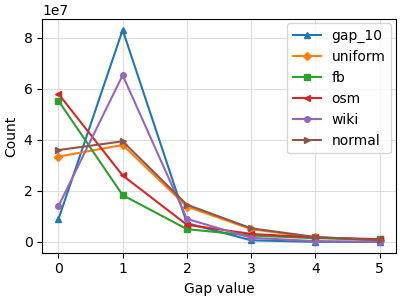 1e7
8
6
4
2
0
Count
0 1 2 3 4 5
Gap value
gap_10
uniform
fb
osm
wiki
normal